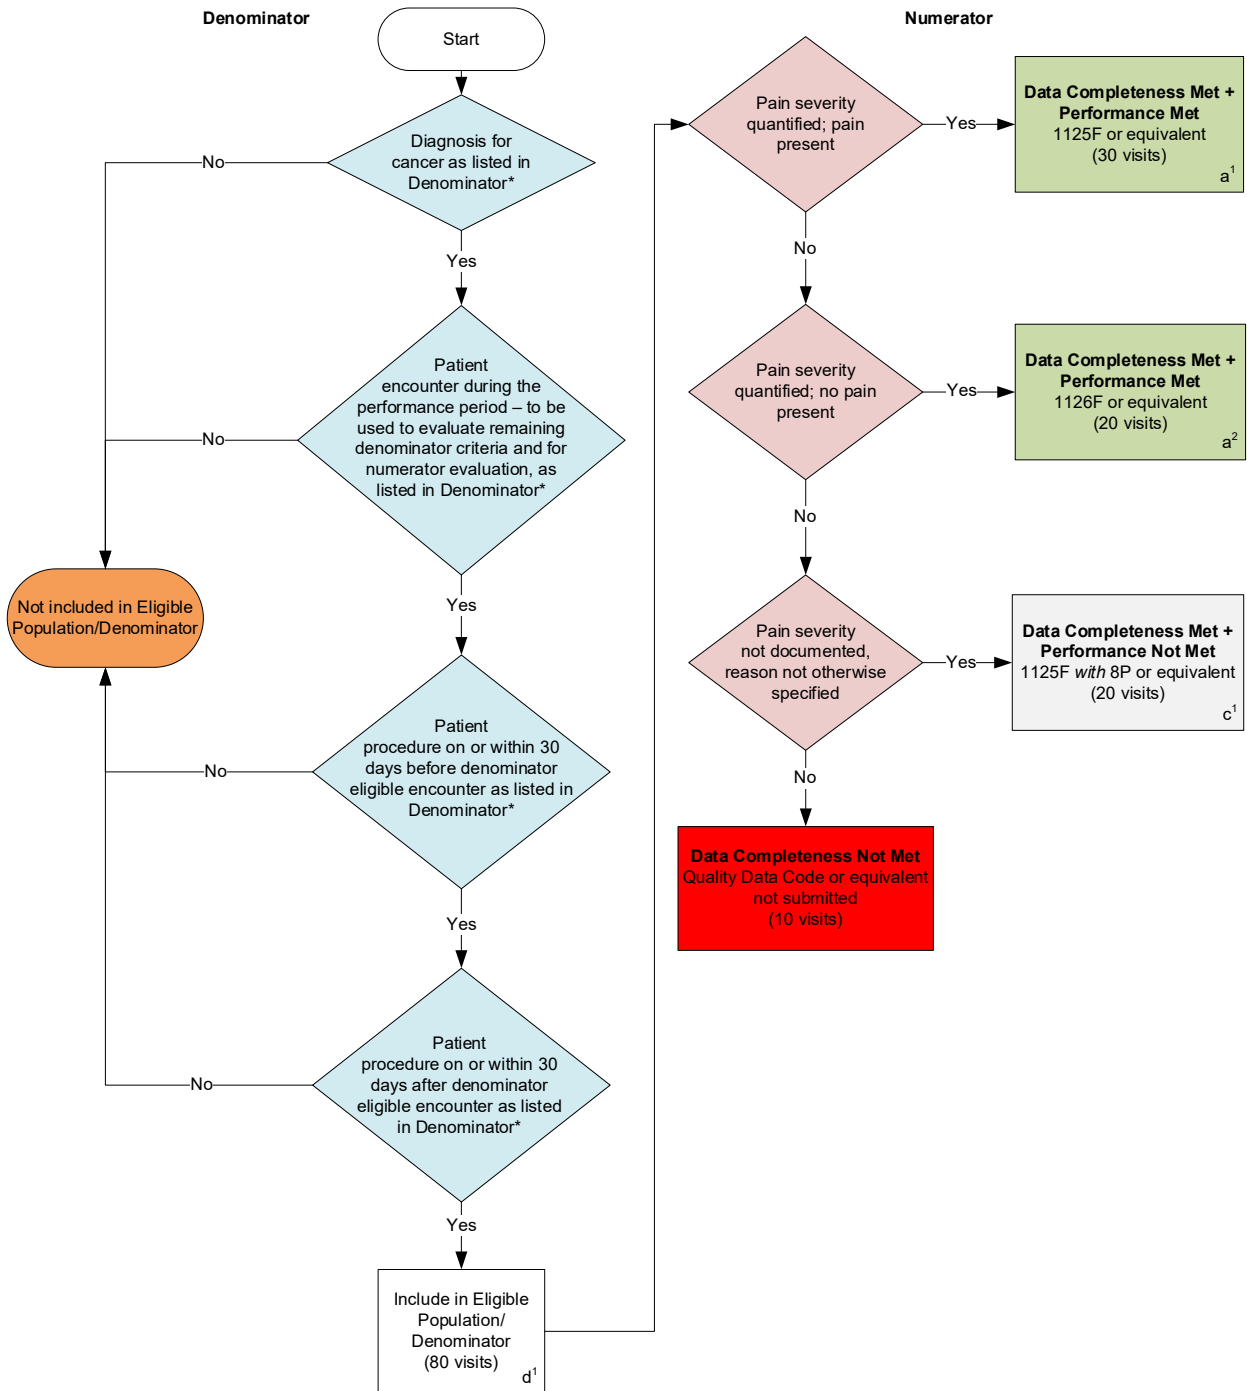 Denominator
Start
Diagnosis for
cancer as listed in
Denominator*
No
Yes
Patient
encounter during the
performance period – to be
used to evaluate remaining
denominator criteria and for
numerator evaluation, as
listed in Denominator*
No
Yes
Not included in Eligible
Population/Denominator
Patient
procedure on or within 30
days before denominator
eligible encounter as listed in
Denominator*
No
Yes
Patient
procedure on or within 30
days after denominator
eligible encounter as listed
in Denominator*
No
Yes
Include in Eligible
Population/
Denominator
(80 visits)
d¹
Numerator
Pain severity
quantified; pain
present
Yes
Data Completeness Met +
Performance Met
1125F or equivalent
(30 visits)
a¹
No
Pain severity
quantified; no pain
present
Yes
Data Completeness Met +
Performance Met
1126F or equivalent
(20 visits)
a²
No
Pain severity
not documented,
reason not otherwise
specified
Yes
Data Completeness Met +
Performance Not Met
1125F with 8P or equivalent
(20 visits)
c¹
No
Data Completeness Not Met
Quality Data Code or equivalent
not submitted
(10 visits)